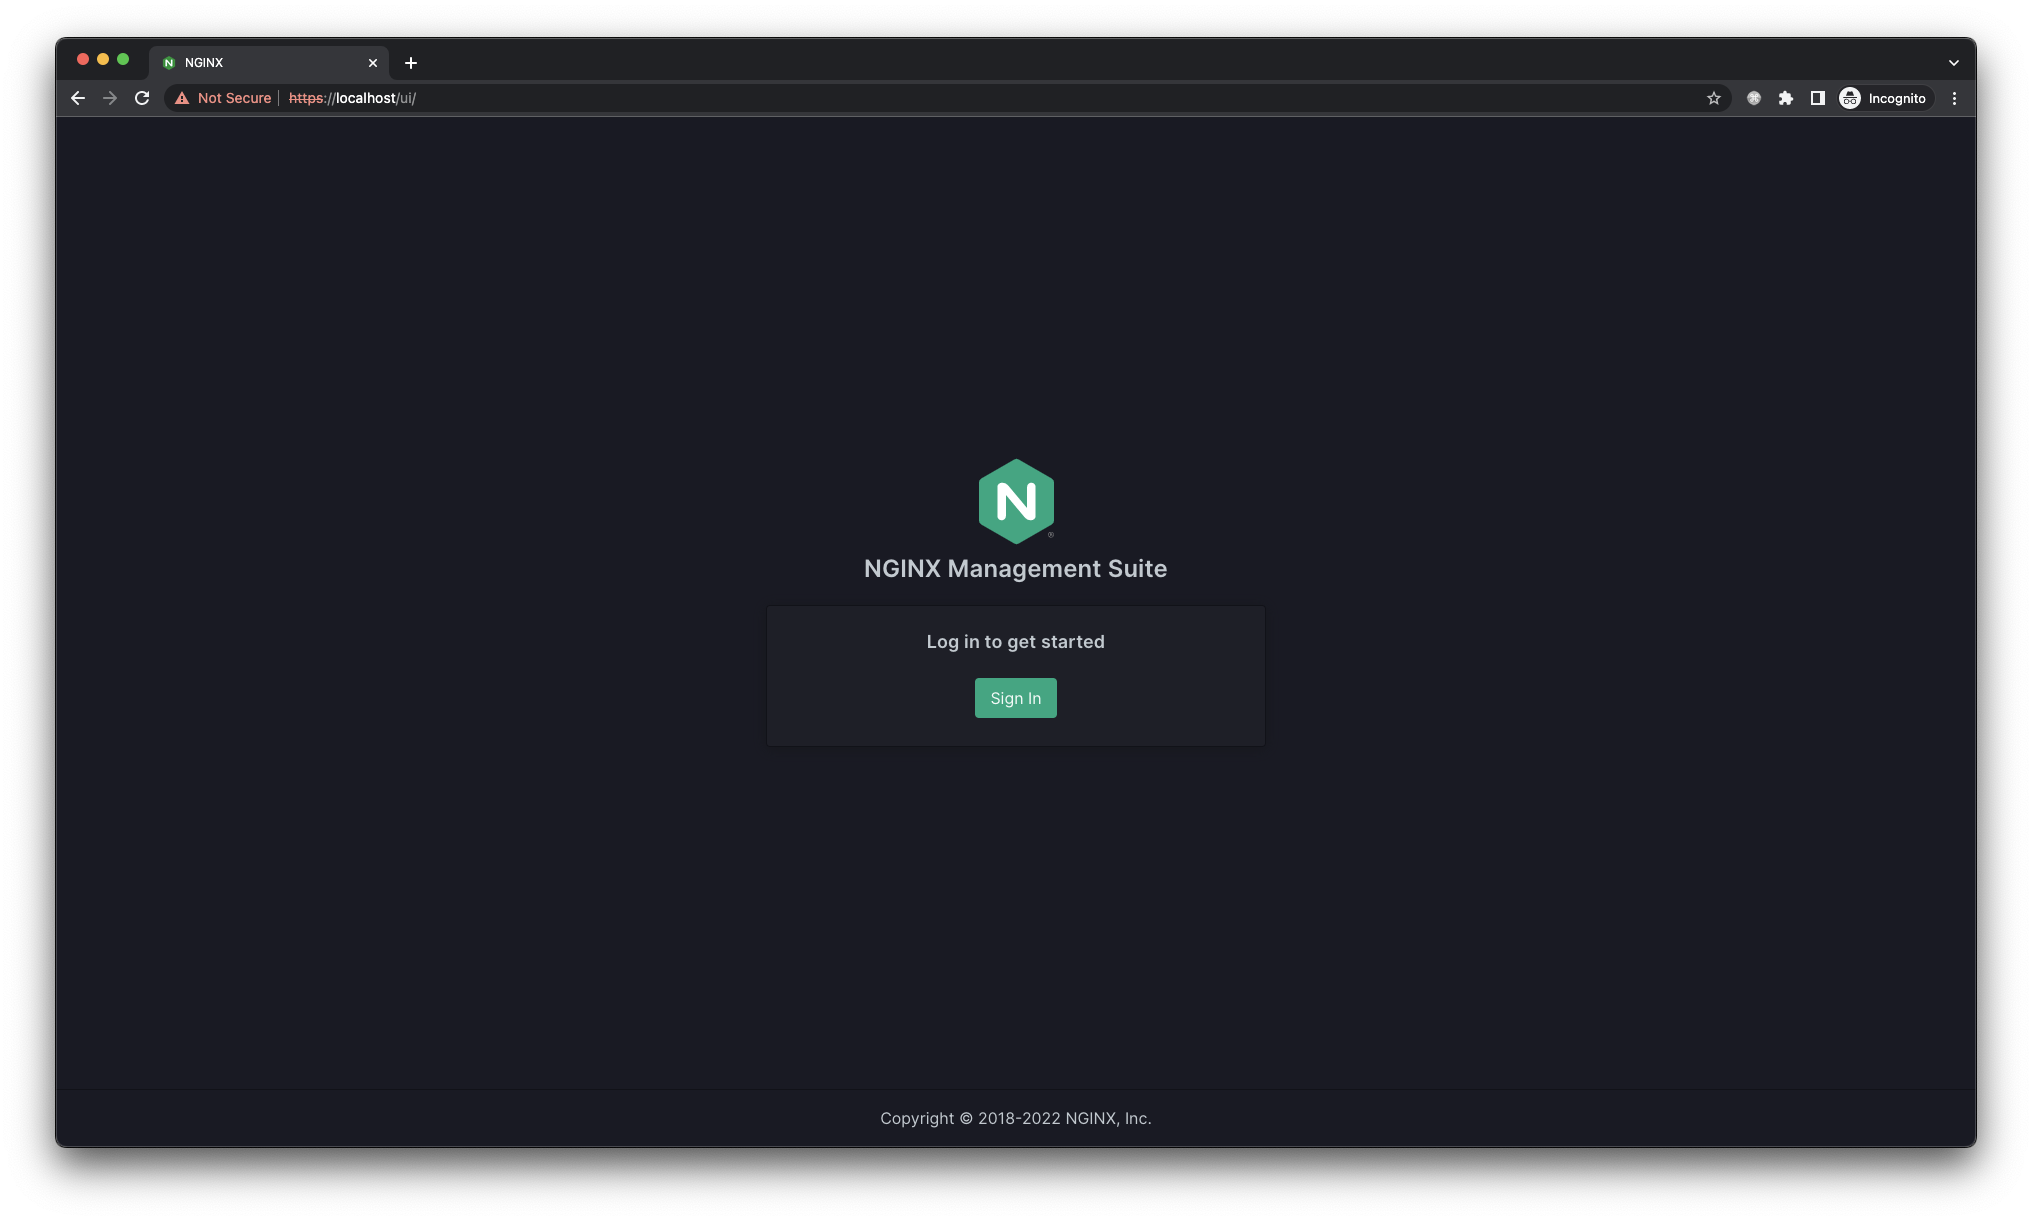 NGINX
Not Secure | https://localhost/ui/
Incognito
N
®
NGINX Management Suite
Log in to get started
Sign In
Copyright © 2018-2022 NGINX, Inc.